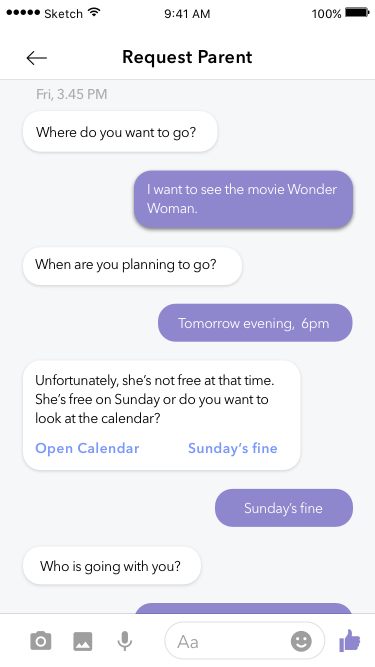 Sketch 9:41 AM 100%
Request Parent
Fri, 3.45 PM
Where do you want to go?
I want to see the movie Wonder
Woman.
When are you planning to go?
Tomorrow evening,  6pm
Unfortunately, she's not free at that time.
She's free on Sunday or do you want to
look at the calendar?
Open Calendar Sunday's fine
Sunday's fine
Who is going with you?
Aa